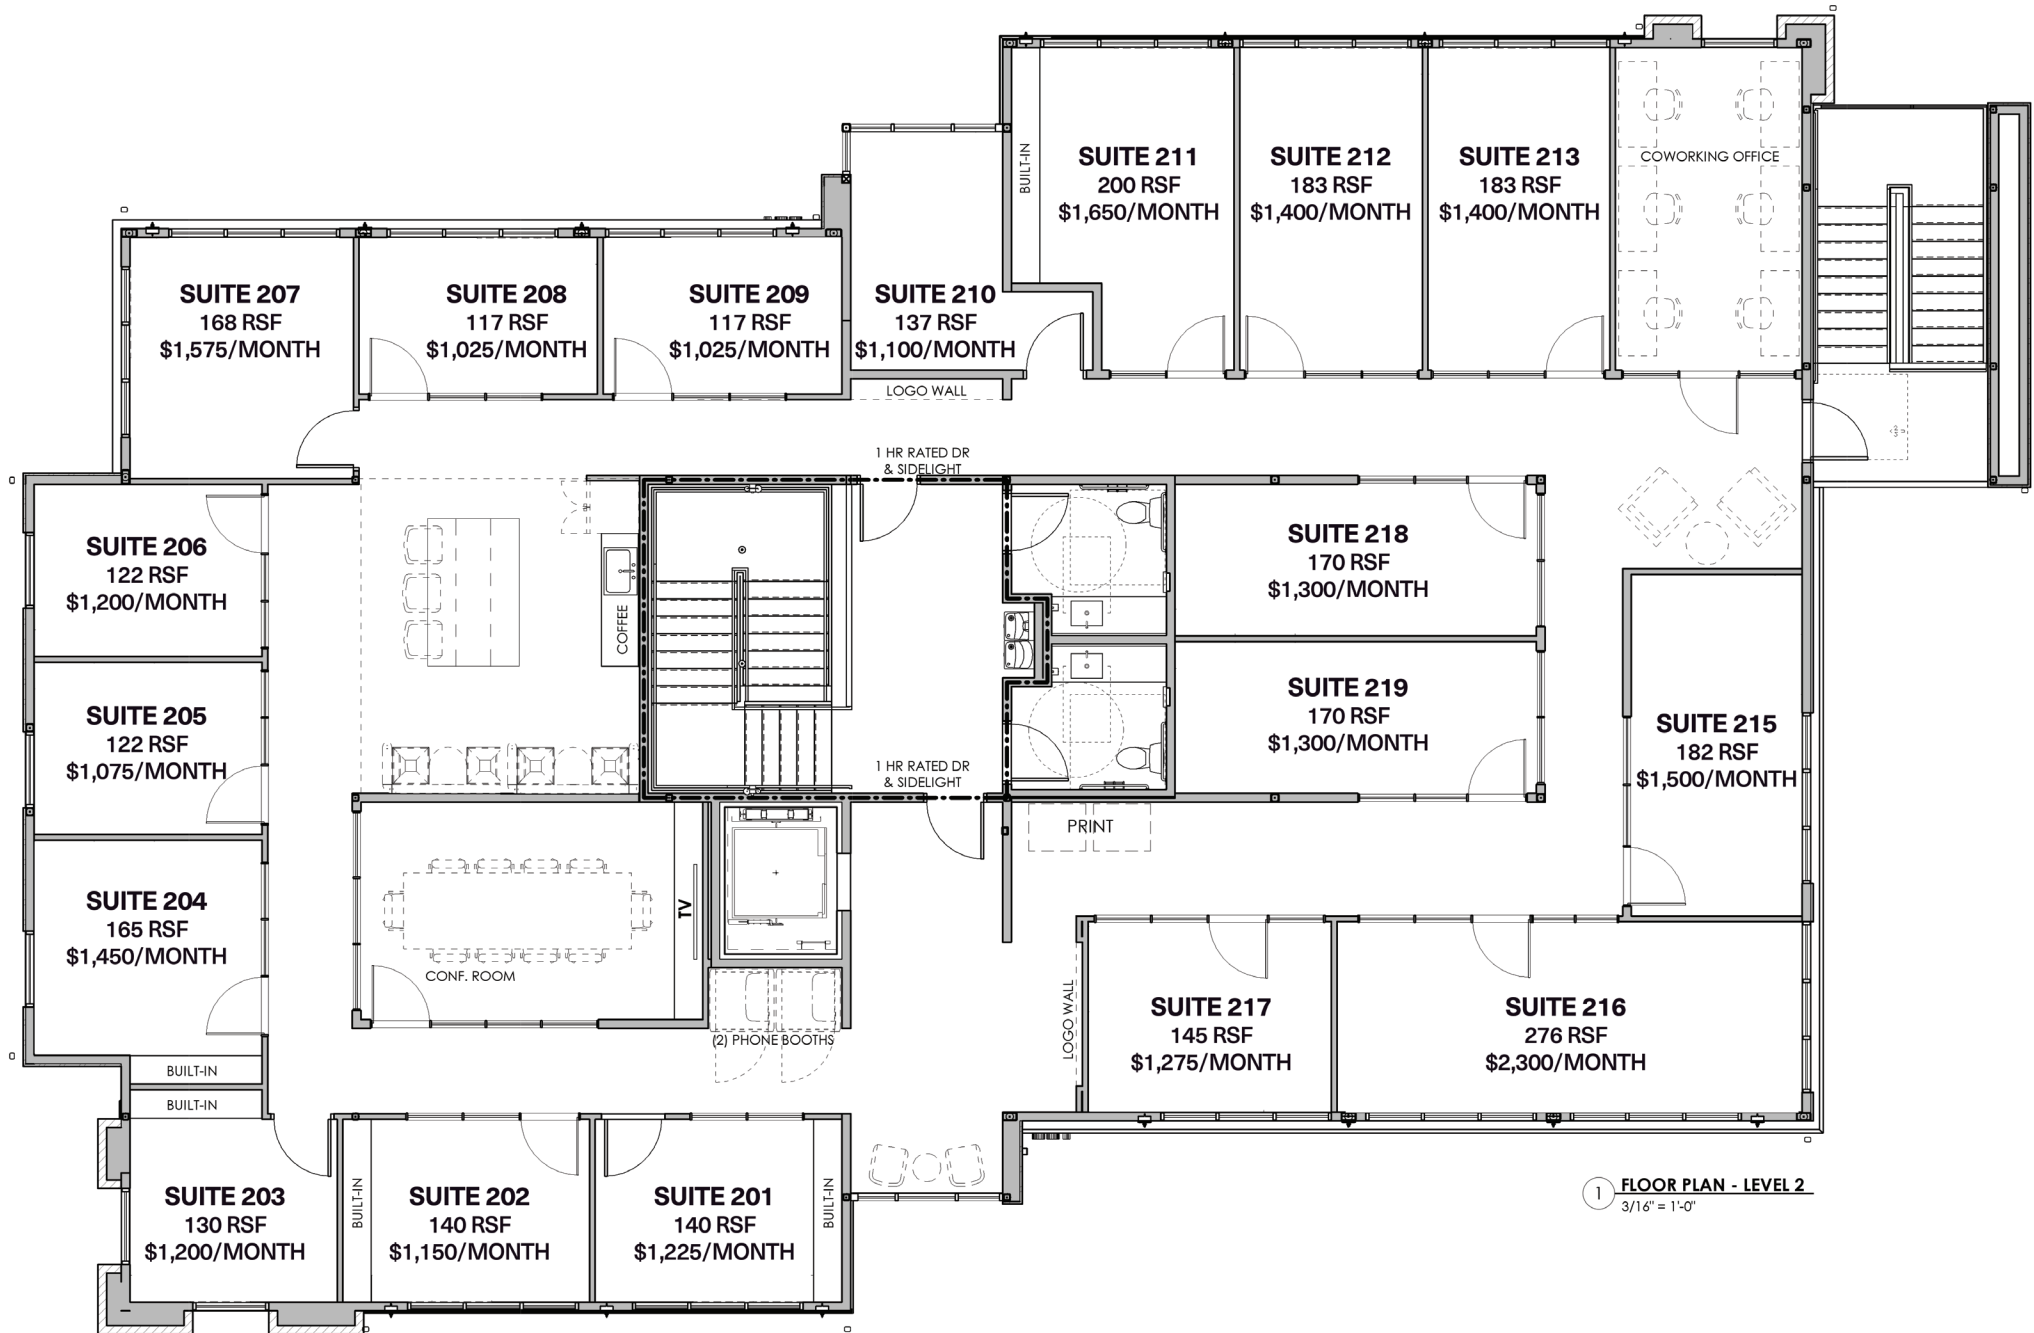 SUITE 211
200 RSF
$1,650/MONTH
SUITE 212
183 RSF
$1,400/MONTH
SUITE 213
183 RSF
$1,400/MONTH
COWORKING OFFICE
BUILT-IN
SUITE 207
168 RSF
$1,575/MONTH
SUITE 208
117 RSF
$1,025/MONTH
SUITE 209
117 RSF
$1,025/MONTH
SUITE 210
137 RSF
$1,100/MONTH
LOGO WALL
1 HR RATED DR
& SIDELIGHT
SUITE 206
122 RSF
$1,200/MONTH
COFFEE
SUITE 218
170 RSF
$1,300/MONTH
SUITE 205
122 RSF
$1,075/MONTH
SUITE 219
170 RSF
$1,300/MONTH
SUITE 215
182 RSF
$1,500/MONTH
1 HR RATED DR
& SIDELIGHT
PRINT
SUITE 204
165 RSF
$1,450/MONTH
TV
CONF. ROOM
(2) PHONE BOOTHS
LOGO WALL
SUITE 217
145 RSF
$1,275/MONTH
SUITE 216
276 RSF
$2,300/MONTH
BUILT-IN
BUILT-IN
SUITE 203
130 RSF
$1,200/MONTH
BUILT-IN
SUITE 202
140 RSF
$1,150/MONTH
SUITE 201
140 RSF
$1,225/MONTH
BUILT-IN
1
FLOOR PLAN - LEVEL 2
3/16" = 1'-0"